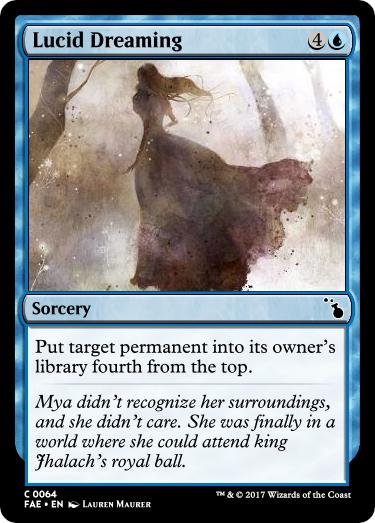 Lucid Dreaming 4
Sorcery
Put target permanent into its owner's
library fourth from the top.
Mya didn't recognize her surroundings,
and she didn't care. She was finally in a
world where she could attend king
Jhalach's royal ball.
C 0064
FAE • EN Lauren Maurer
™ & © 2017 Wizards of the Coast